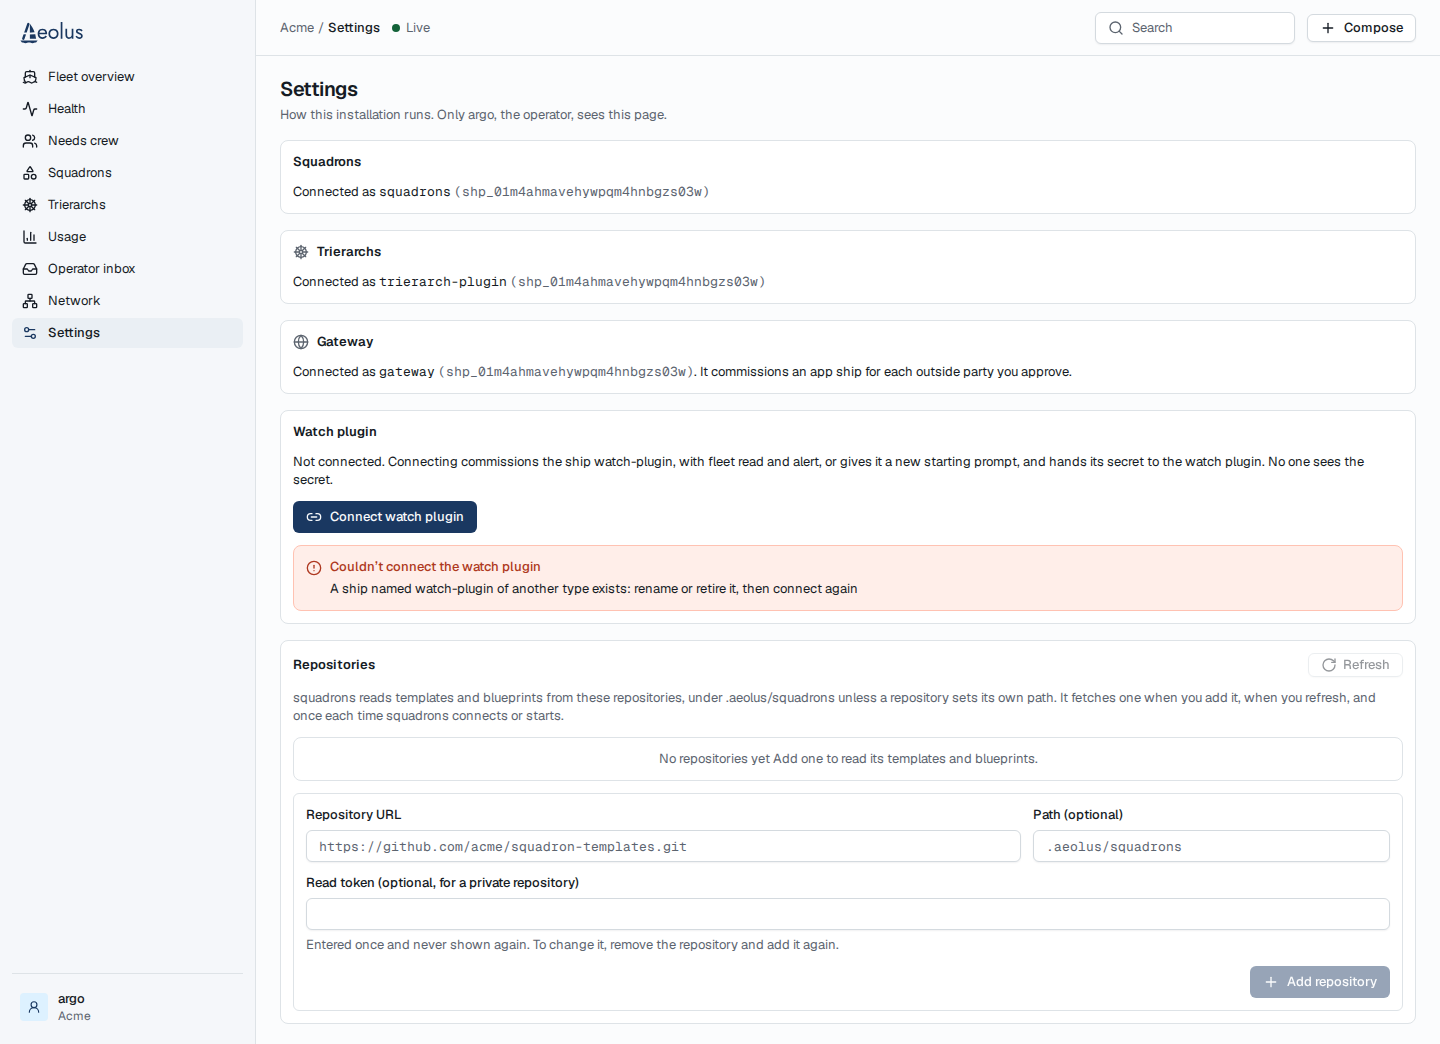 Aeolus
Fleet overview
Health
Needs crew
Squadrons
Trierarchs
Usage
Operator inbox
Network
Settings
argo
Acme
Acme / Settings
Live
Search
Compose
Settings
How this installation runs. Only argo, the operator, sees this page.
Squadrons
Connected as squadrons (shp_01m4ahmavehywpqm4hnbgzs03w)
Trierarchs
Connected as trierarch-plugin (shp_01m4ahmavehywpqm4hnbgzs03w)
Gateway
Connected as gateway (shp_01m4ahmavehywpqm4hnbgzs03w). It commissions an app ship for each outside party you approve.
Watch plugin
Not connected. Connecting commissions the ship watch-plugin, with fleet read and alert, or gives it a new starting prompt, and hands its secret to the watch plugin. No one sees the
secret.
Connect watch plugin
Couldn’t connect the watch plugin
A ship named watch-plugin of another type exists: rename or retire it, then connect again
Repositories
Refresh
squadrons reads templates and blueprints from these repositories, under .aeolus/squadrons unless a repository sets its own path. It fetches one when you add it, when you refresh, and
once each time squadrons connects or starts.
No repositories yet Add one to read its templates and blueprints.
Repository URL
Path (optional)
https://github.com/acme/squadron-templates.git
.aeolus/squadrons
Read token (optional, for a private repository)
Entered once and never shown again. To change it, remove the repository and add it again.
Add repository